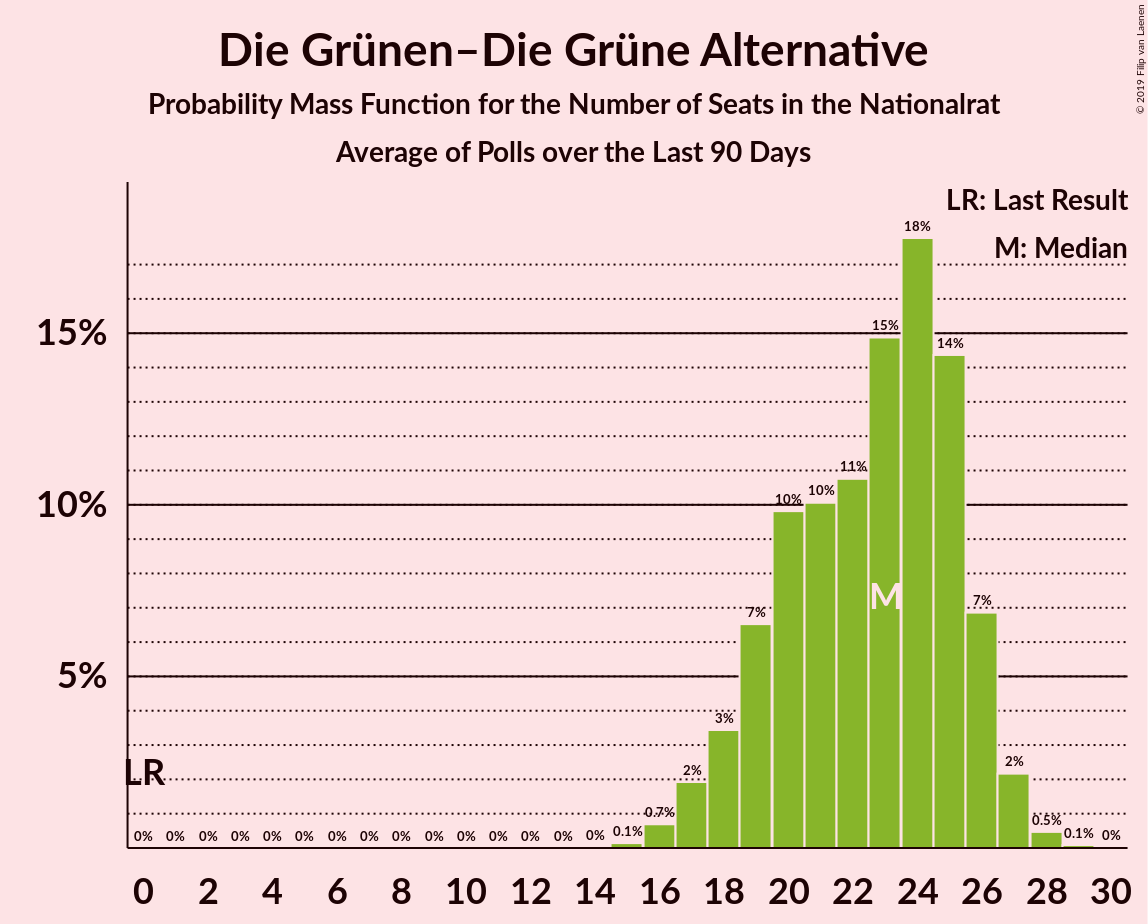 Die Grünen–Die Grüne Alternative
Probability Mass Function for the Number of Seats in the Nationalrat
Average of Polls over the Last 90 Days
© 2019 Filip van Laenen
LR: Last Result
M: Median
15%
10%
5%
LR
M
0% 0% 0% 0% 0% 0% 0% 0% 0% 0% 0% 0% 0% 0% 0% 0.1% 0.7% 2% 3% 7% 10% 10% 11% 15% 18% 14% 7% 2% 0.5% 0.1% 0%
0 2 4 6 8 10 12 14 16 18 20 22 24 26 28 30